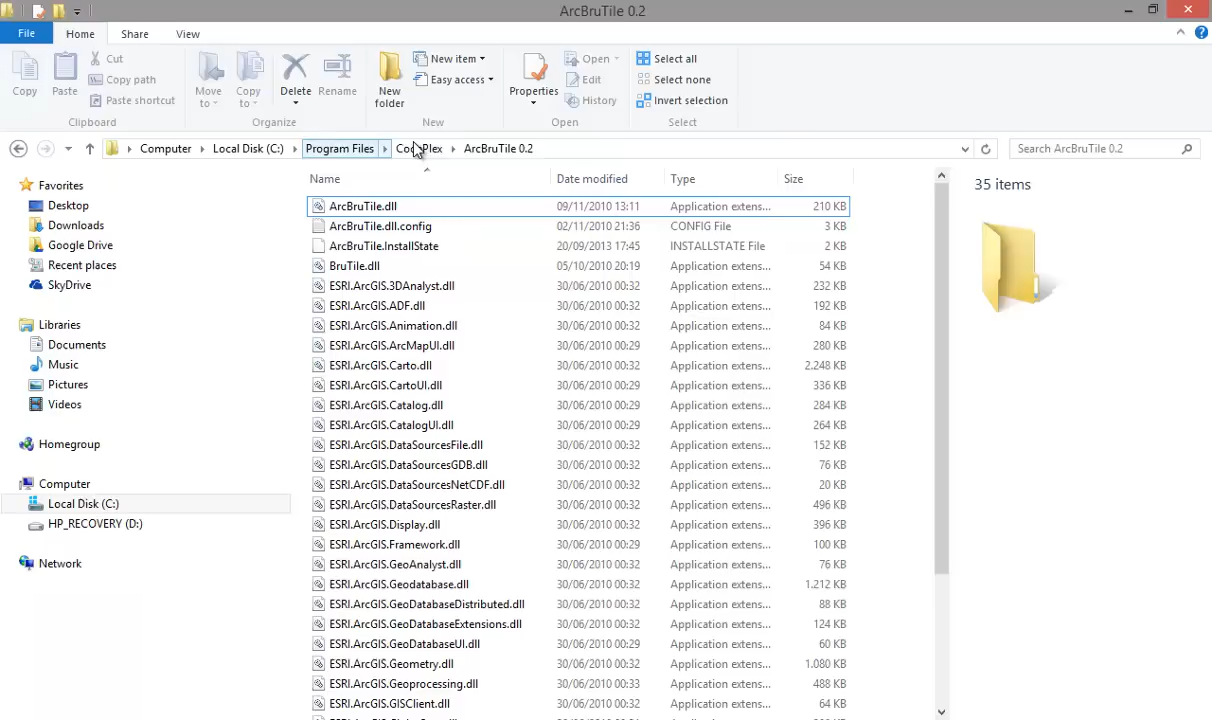 ArcBruTile 0.2
File Home Share View
Copy
Paste
Cut
Copy path
Paste shortcut
Clipboard
Move to
Copy to
Delete
Rename
Organize
New folder
New item
Easy access
New
Properties
Open
Edit
History
Open
Select all
Select none
Invert selection
Select
Computer Local Disk (C:) Program Files CodePlex ArcBruTile 0.2
Search ArcBruTile 0.2
Favorites
Desktop
Downloads
Google Drive
Recent places
SkyDrive
Libraries
Documents
Music
Pictures
Videos
Homegroup
Computer
Local Disk (C:)
HP_RECOVERY (D:)
Network
Name Date modified Type Size
ArcBruTile.dll 09/11/2010 13:11 Application extens... 210 KB
ArcBruTile.dll.config 02/11/2010 21:36 CONFIG File 3 KB
ArcBruTile.InstallState 20/09/2013 17:45 INSTALLSTATE File 2 KB
BruTile.dll 05/10/2010 20:19 Application extens... 54 KB
ESRI.ArcGIS.3DAnalyst.dll 30/06/2010 00:32 Application extens... 232 KB
ESRI.ArcGIS.ADF.dll 30/06/2010 00:32 Application extens... 192 KB
ESRI.ArcGIS.Animation.dll 30/06/2010 00:32 Application extens... 84 KB
ESRI.ArcGIS.ArcMapUI.dll 30/06/2010 00:29 Application extens... 280 KB
ESRI.ArcGIS.Carto.dll 30/06/2010 00:32 Application extens... 2.248 KB
ESRI.ArcGIS.CartoUI.dll 30/06/2010 00:29 Application extens... 336 KB
ESRI.ArcGIS.Catalog.dll 30/06/2010 00:29 Application extens... 284 KB
ESRI.ArcGIS.CatalogUI.dll 30/06/2010 00:29 Application extens... 264 KB
ESRI.ArcGIS.DataSourcesFile.dll 30/06/2010 00:32 Application extens... 152 KB
ESRI.ArcGIS.DataSourcesGDB.dll 30/06/2010 00:32 Application extens... 76 KB
ESRI.ArcGIS.DataSourcesNetCDF.dll 30/06/2010 00:32 Application extens... 20 KB
ESRI.ArcGIS.DataSourcesRaster.dll 30/06/2010 00:32 Application extens... 496 KB
ESRI.ArcGIS.Display.dll 30/06/2010 00:32 Application extens... 396 KB
ESRI.ArcGIS.Framework.dll 30/06/2010 00:29 Application extens... 100 KB
ESRI.ArcGIS.GeoAnalyst.dll 30/06/2010 00:32 Application extens... 76 KB
ESRI.ArcGIS.Geodatabase.dll 30/06/2010 00:32 Application extens... 1.212 KB
ESRI.ArcGIS.GeoDatabaseDistributed.dll 30/06/2010 00:32 Application extens... 88 KB
ESRI.ArcGIS.GeoDatabaseExtensions.dll 30/06/2010 00:32 Application extens... 124 KB
ESRI.ArcGIS.GeoDatabaseUI.dll 30/06/2010 00:29 Application extens... 60 KB
ESRI.ArcGIS.Geometry.dll 30/06/2010 00:32 Application extens... 1.080 KB
ESRI.ArcGIS.Geoprocessing.dll 30/06/2010 00:33 Application extens... 488 KB
ESRI.ArcGIS.GISClient.dll 30/06/2010 00:32 Application extens... 64 KB
35 items